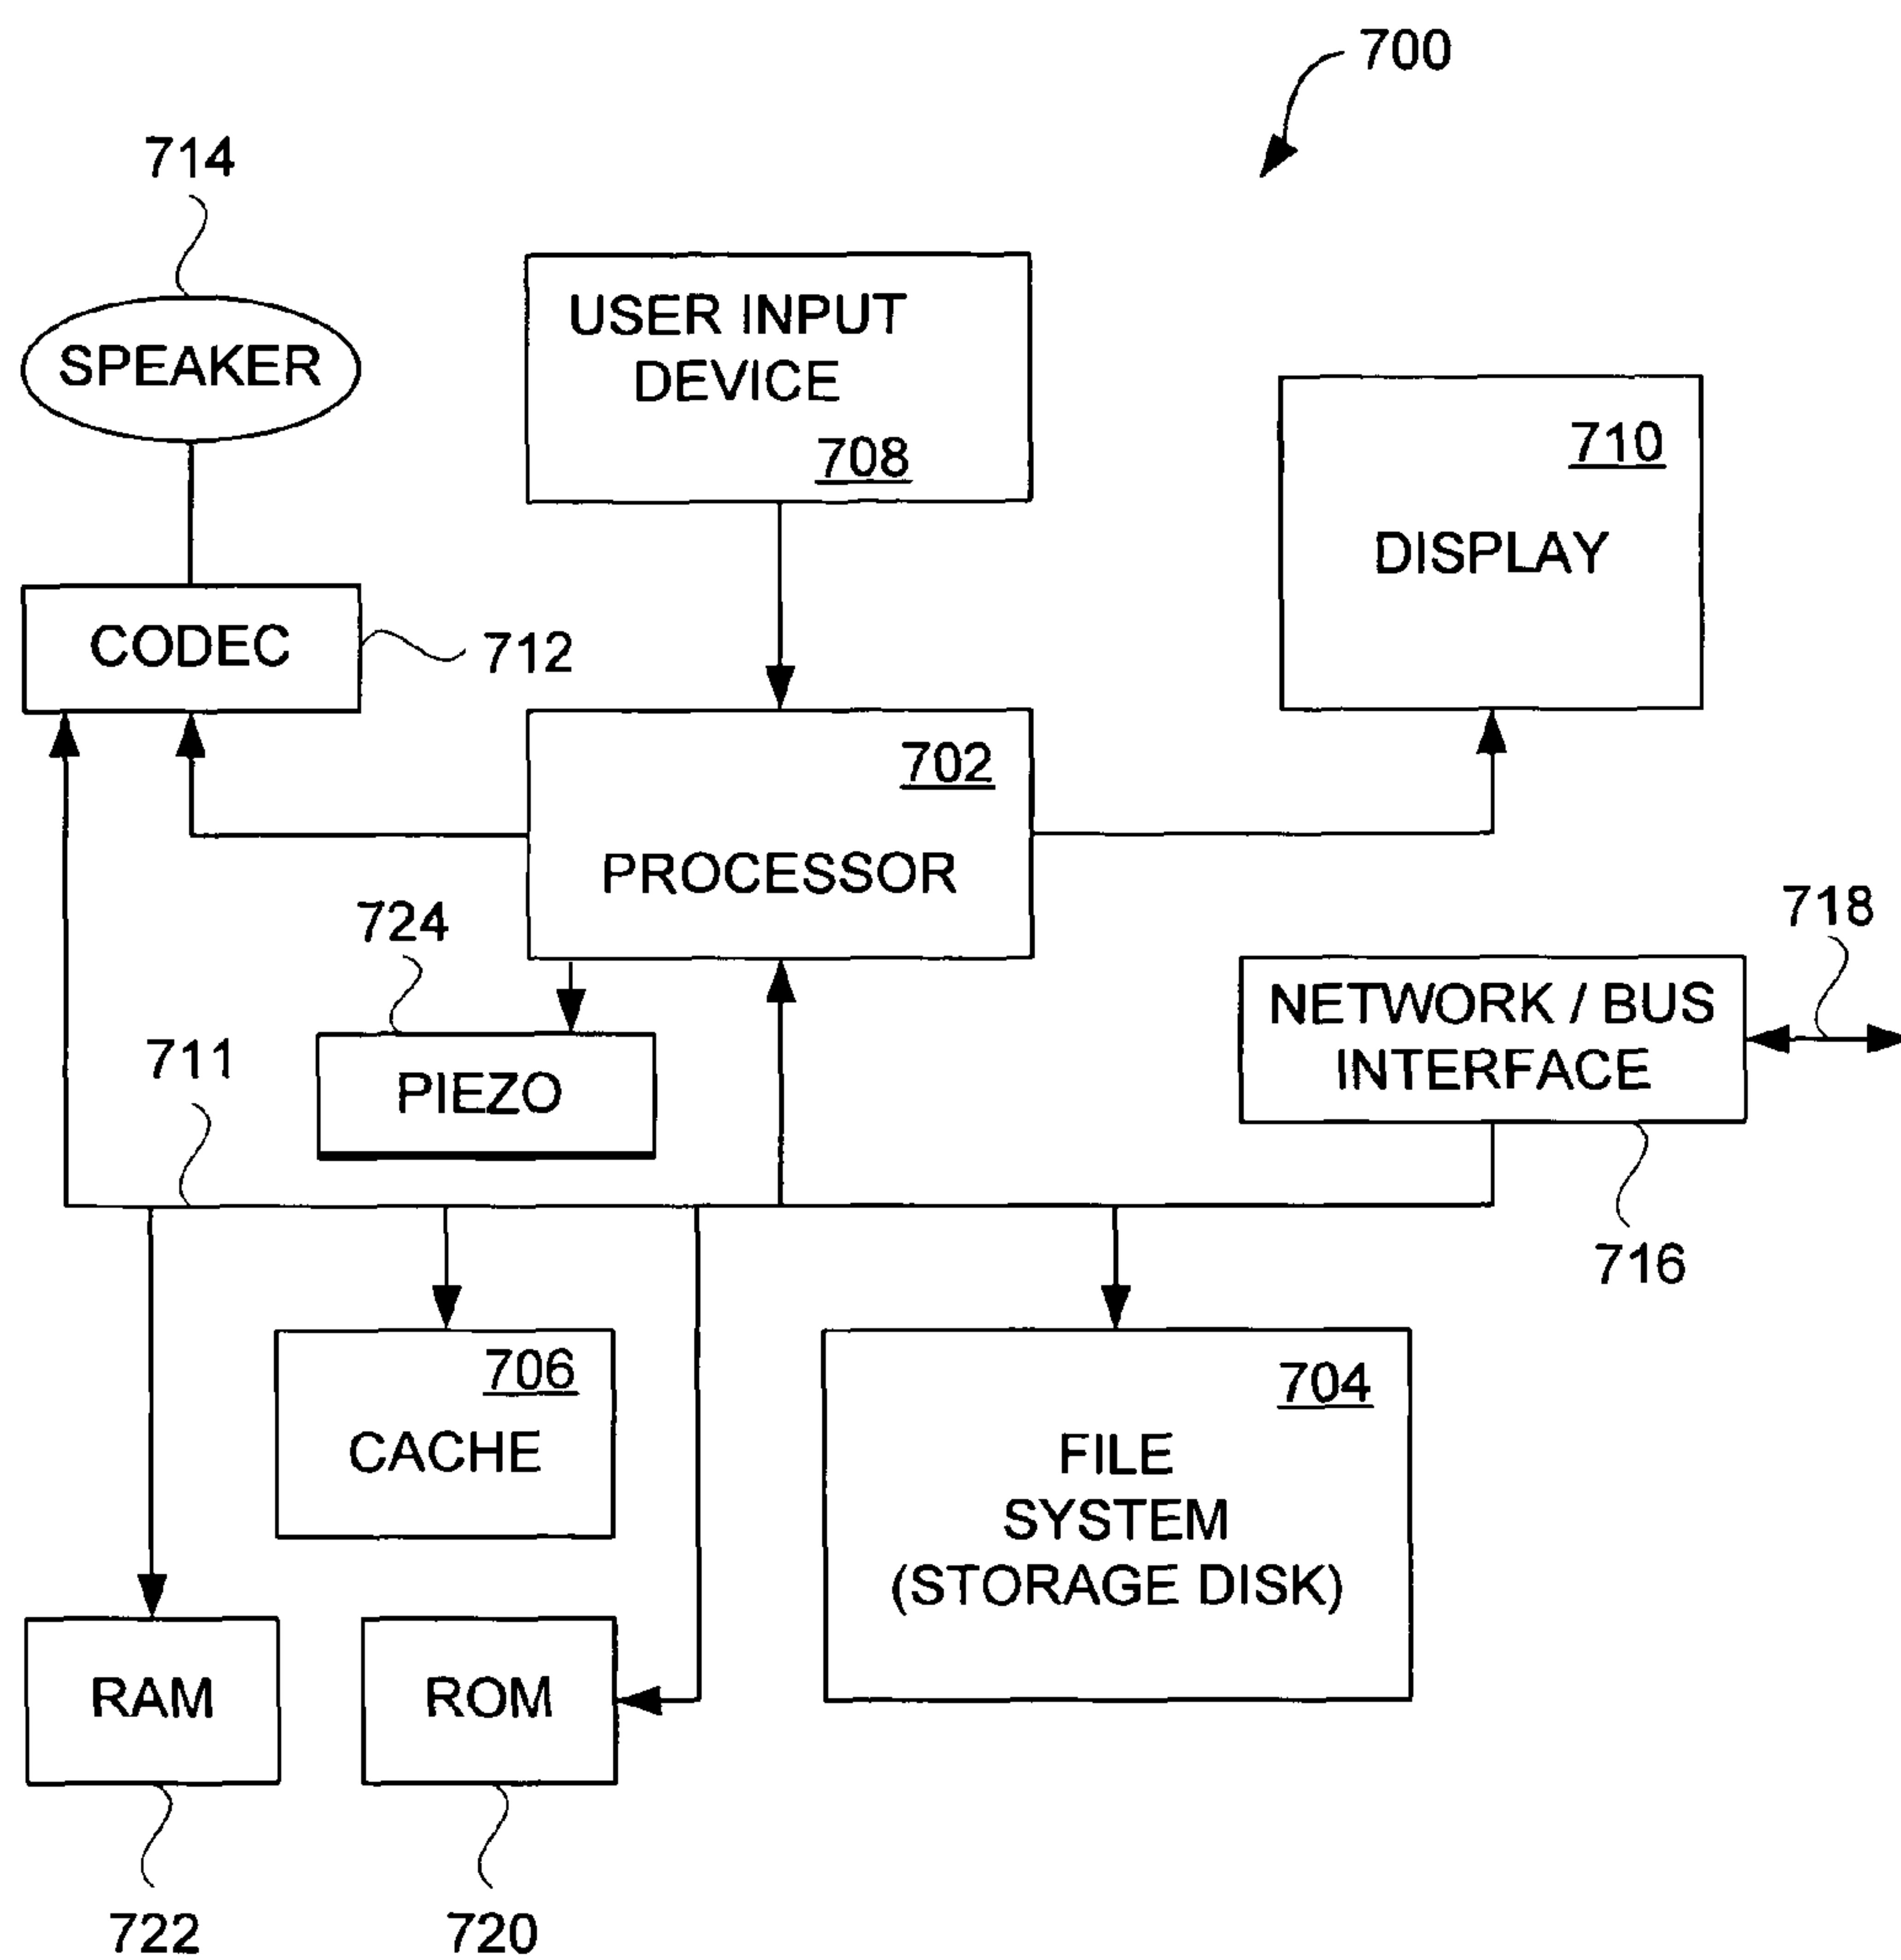 700
714
SPEAKER
USER INPUT
DEVICE
708
710
DISPLAY
CODEC
712
702
PROCESSOR
724
718
NETWORK / BUS
INTERFACE
711
PIEZO
716
706
CACHE
704
FILE
SYSTEM
(STORAGE DISK)
RAM
ROM
722
720